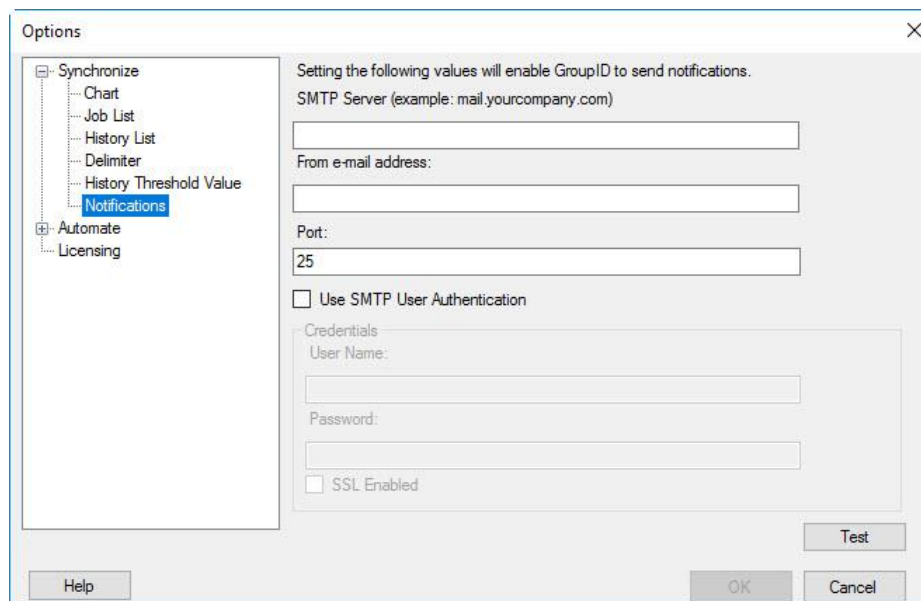 Options
Synchronize
Chart
Job List
History List
Delimiter
History Threshold Value
Notifications
Automate
Licensing
Setting the following values will enable GroupID to send notifications.
SMTP Server (example: mail.yourcompany.com)
From e-mail address:
Port:
25
Use SMTP User Authentication
Credentials
User Name:
Password:
SSL Enabled
Test
Help
OK
Cancel